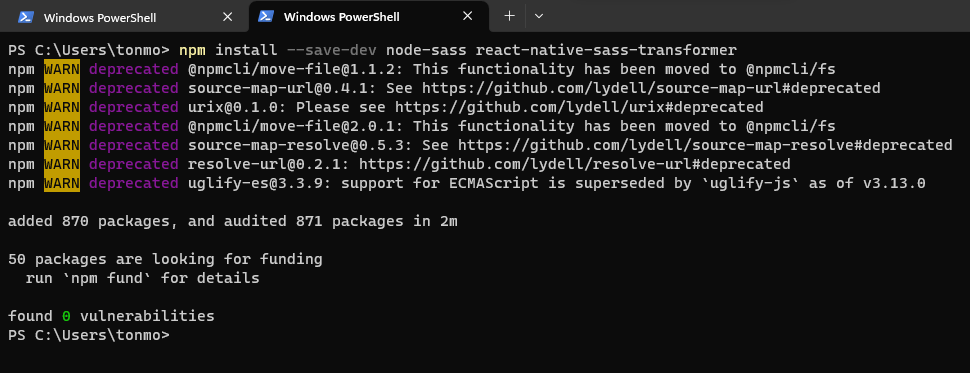 Windows PowerShell
Windows PowerShell
PS C:\Users\tonmo> npm install --save-dev node-sass react-native-sass-transformer
npm WARN deprecated @npmcli/move-file@1.1.2: This functionality has been moved to @npmcli/fs
npm WARN deprecated source-map-url@0.4.1: See https://github.com/lydell/source-map-url#deprecated
npm WARN deprecated urix@0.1.0: Please see https://github.com/lydell/urix#deprecated
npm WARN deprecated @npmcli/move-file@2.0.1: This functionality has been moved to @npmcli/fs
npm WARN deprecated source-map-resolve@0.5.3: See https://github.com/lydell/source-map-resolve#deprecated
npm WARN deprecated resolve-url@0.2.1: https://github.com/lydell/resolve-url#deprecated
npm WARN deprecated uglify-es@3.3.9: support for ECMAScript is superseded by `uglify-js` as of v3.13.0
added 870 packages, and audited 871 packages in 2m
50 packages are looking for funding
run `npm fund` for details
found 0 vulnerabilities
PS C:\Users\tonmo>